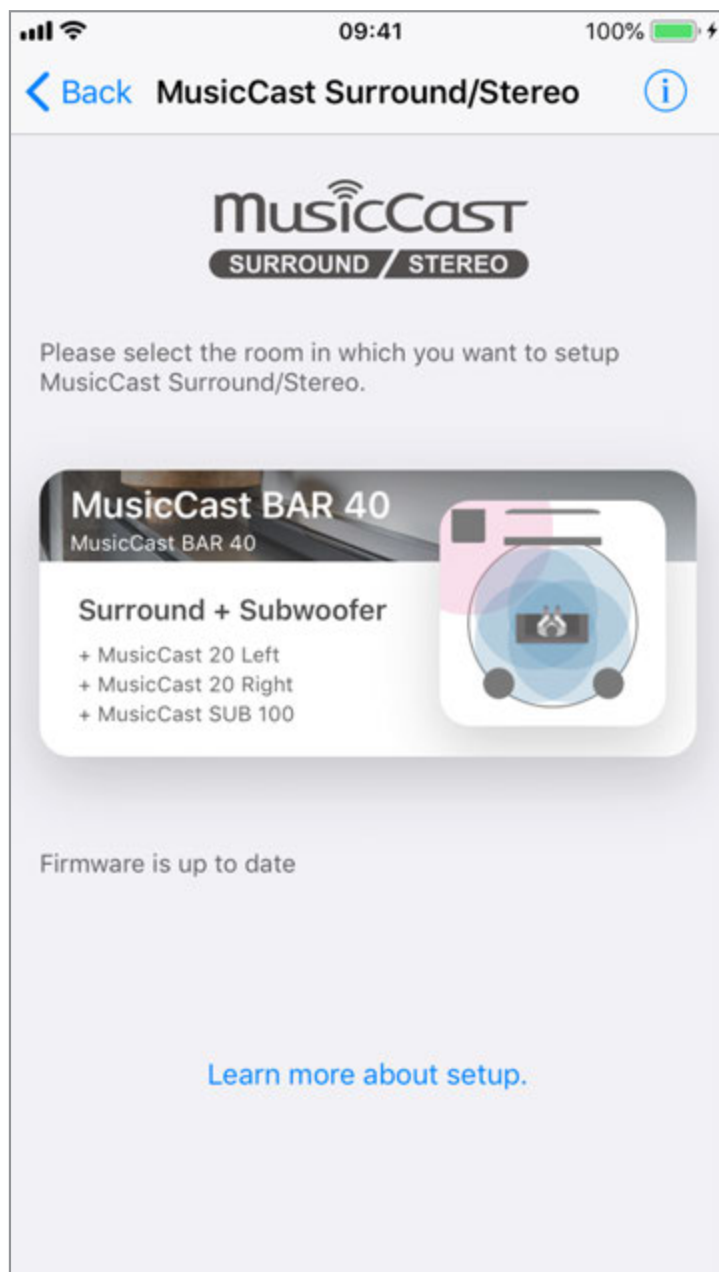 09:41
100%
Back MusicCast Surround/Stereo i
MusicCast
SURROUND / STEREO
Please select the room in which you want to setup
MusicCast Surround/Stereo.
MusicCast BAR 40
MusicCast BAR 40
Surround + Subwoofer
+ MusicCast 20 Left
+ MusicCast 20 Right
+ MusicCast SUB 100
Firmware is up to date
Learn more about setup.